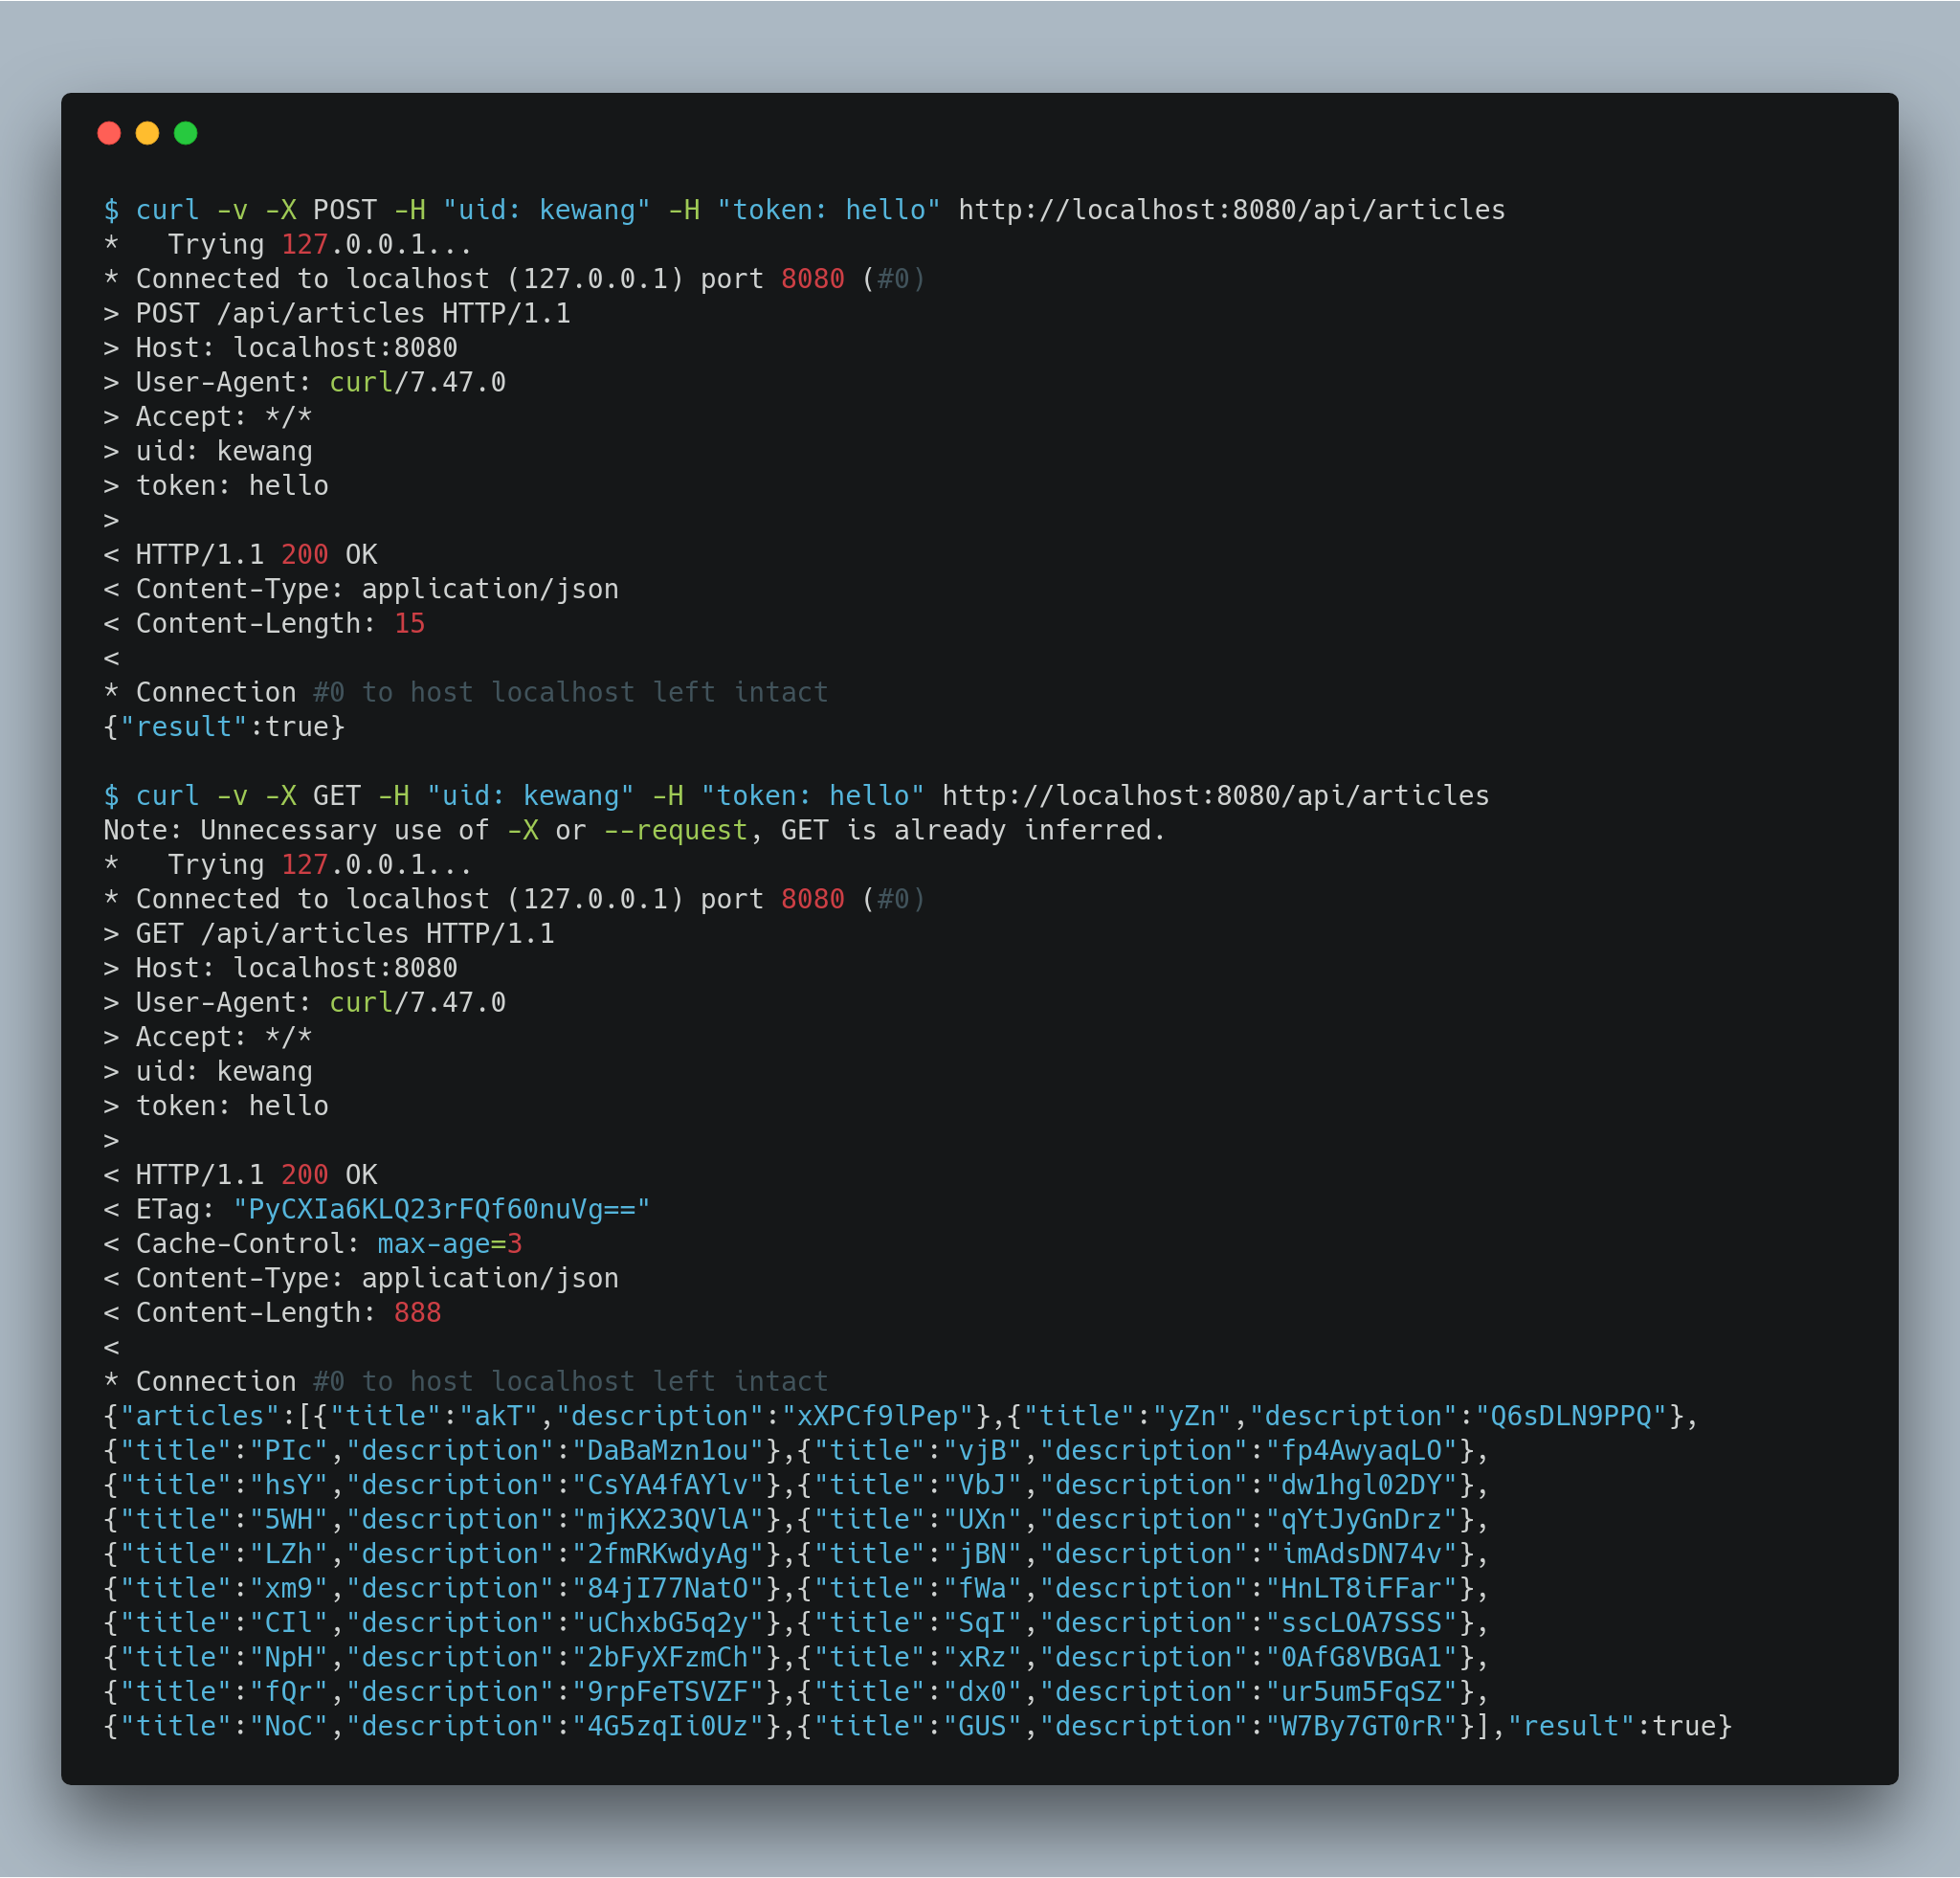 $ curl -v -X POST -H "uid: kewang" -H "token: hello" http://localhost:8080/api/articles
*   Trying 127.0.0.1...
* Connected to localhost (127.0.0.1) port 8080 (#0)
> POST /api/articles HTTP/1.1
> Host: localhost:8080
> User-Agent: curl/7.47.0
> Accept: */*
> uid: kewang
> token: hello
>
< HTTP/1.1 200 OK
< Content-Type: application/json
< Content-Length: 15
<
* Connection #0 to host localhost left intact
{"result":true}

$ curl -v -X GET -H "uid: kewang" -H "token: hello" http://localhost:8080/api/articles
Note: Unnecessary use of -X or --request, GET is already inferred.
*   Trying 127.0.0.1...
* Connected to localhost (127.0.0.1) port 8080 (#0)
> GET /api/articles HTTP/1.1
> Host: localhost:8080
> User-Agent: curl/7.47.0
> Accept: */*
> uid: kewang
> token: hello
>
< HTTP/1.1 200 OK
< ETag: "PyCXIa6KLQ23rFQf60nuVg=="
< Cache-Control: max-age=3
< Content-Type: application/json
< Content-Length: 888
<
* Connection #0 to host localhost left intact
{"articles":[{"title":"akT","description":"xXPCf9lPep"},{"title":"yZn","description":"Q6sDLN9PPQ"},
{"title":"PIc","description":"DaBaMzn1ou"},{"title":"vjB","description":"fp4AwyaqLO"},
{"title":"hsY","description":"CsYA4fAYlv"},{"title":"VbJ","description":"dw1hgl02DY"},
{"title":"5WH","description":"mjKX23QVlA"},{"title":"UXn","description":"qYtJyGnDrz"},
{"title":"LZh","description":"2fmRKwdyAg"},{"title":"jBN","description":"imAdsDN74v"},
{"title":"xm9","description":"84jI77NatO"},{"title":"fWa","description":"HnLT8iFFar"},
{"title":"CIl","description":"uChxbG5q2y"},{"title":"SqI","description":"sscLOA7SSS"},
{"title":"NpH","description":"2bFyXFzmCh"},{"title":"xRz","description":"0AfG8VBGA1"},
{"title":"fQr","description":"9rpFeTSVZF"},{"title":"dx0","description":"ur5um5FqSZ"},
{"title":"NoC","description":"4G5zqIi0Uz"},{"title":"GUS","description":"W7By7GT0rR"}],"result":true}